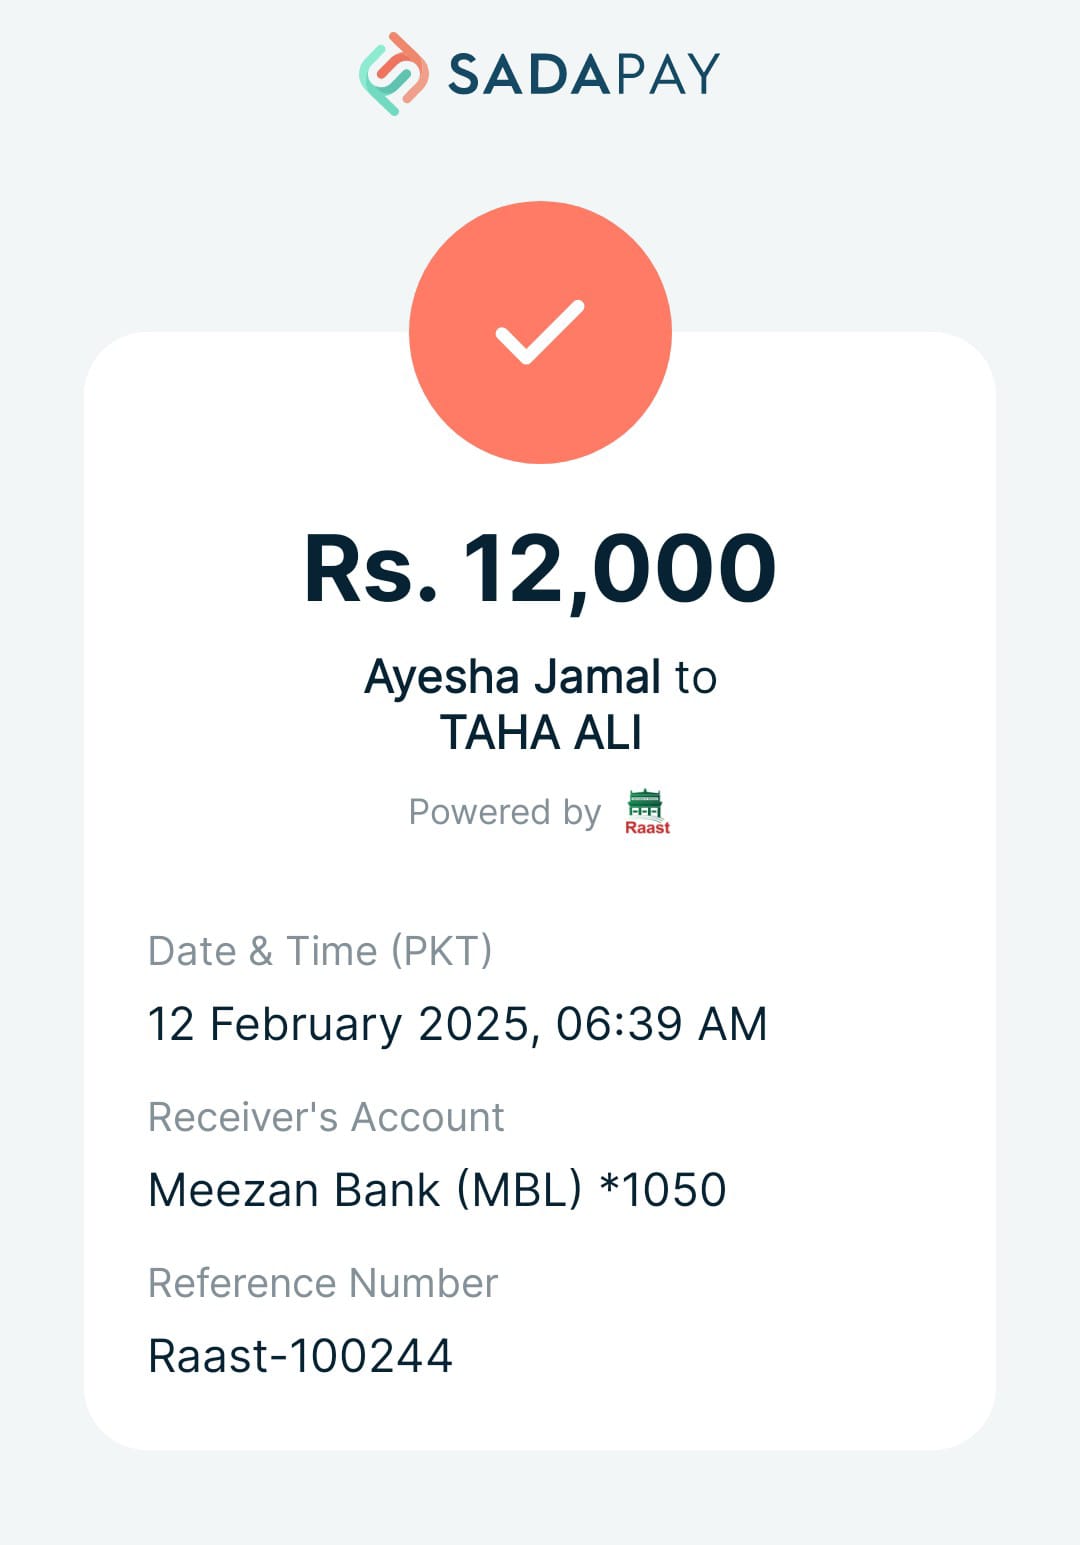 SADAPAY
Rs. 12,000
Ayesha Jamal to
TAHA ALI
Powered by Raast
Date & Time (PKT)
12 February 2025, 06:39 AM
Receiver's Account
Meezan Bank (MBL) *1050
Reference Number
Raast-100244